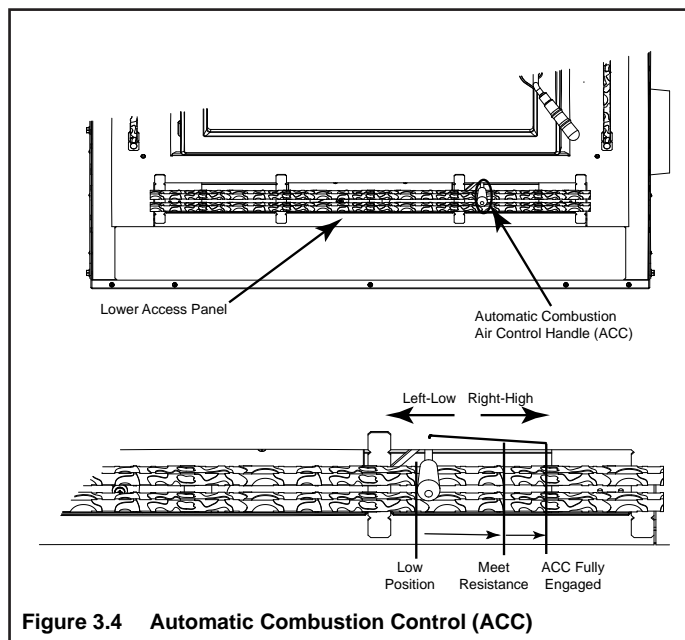 Lower Access Panel
Automatic Combustion
Air Control Handle (ACC)
Left-Low Right-High
Low
Position
Meet
Resistance
ACC Fully
Engaged
Figure 3.4 Automatic Combustion Control (ACC)